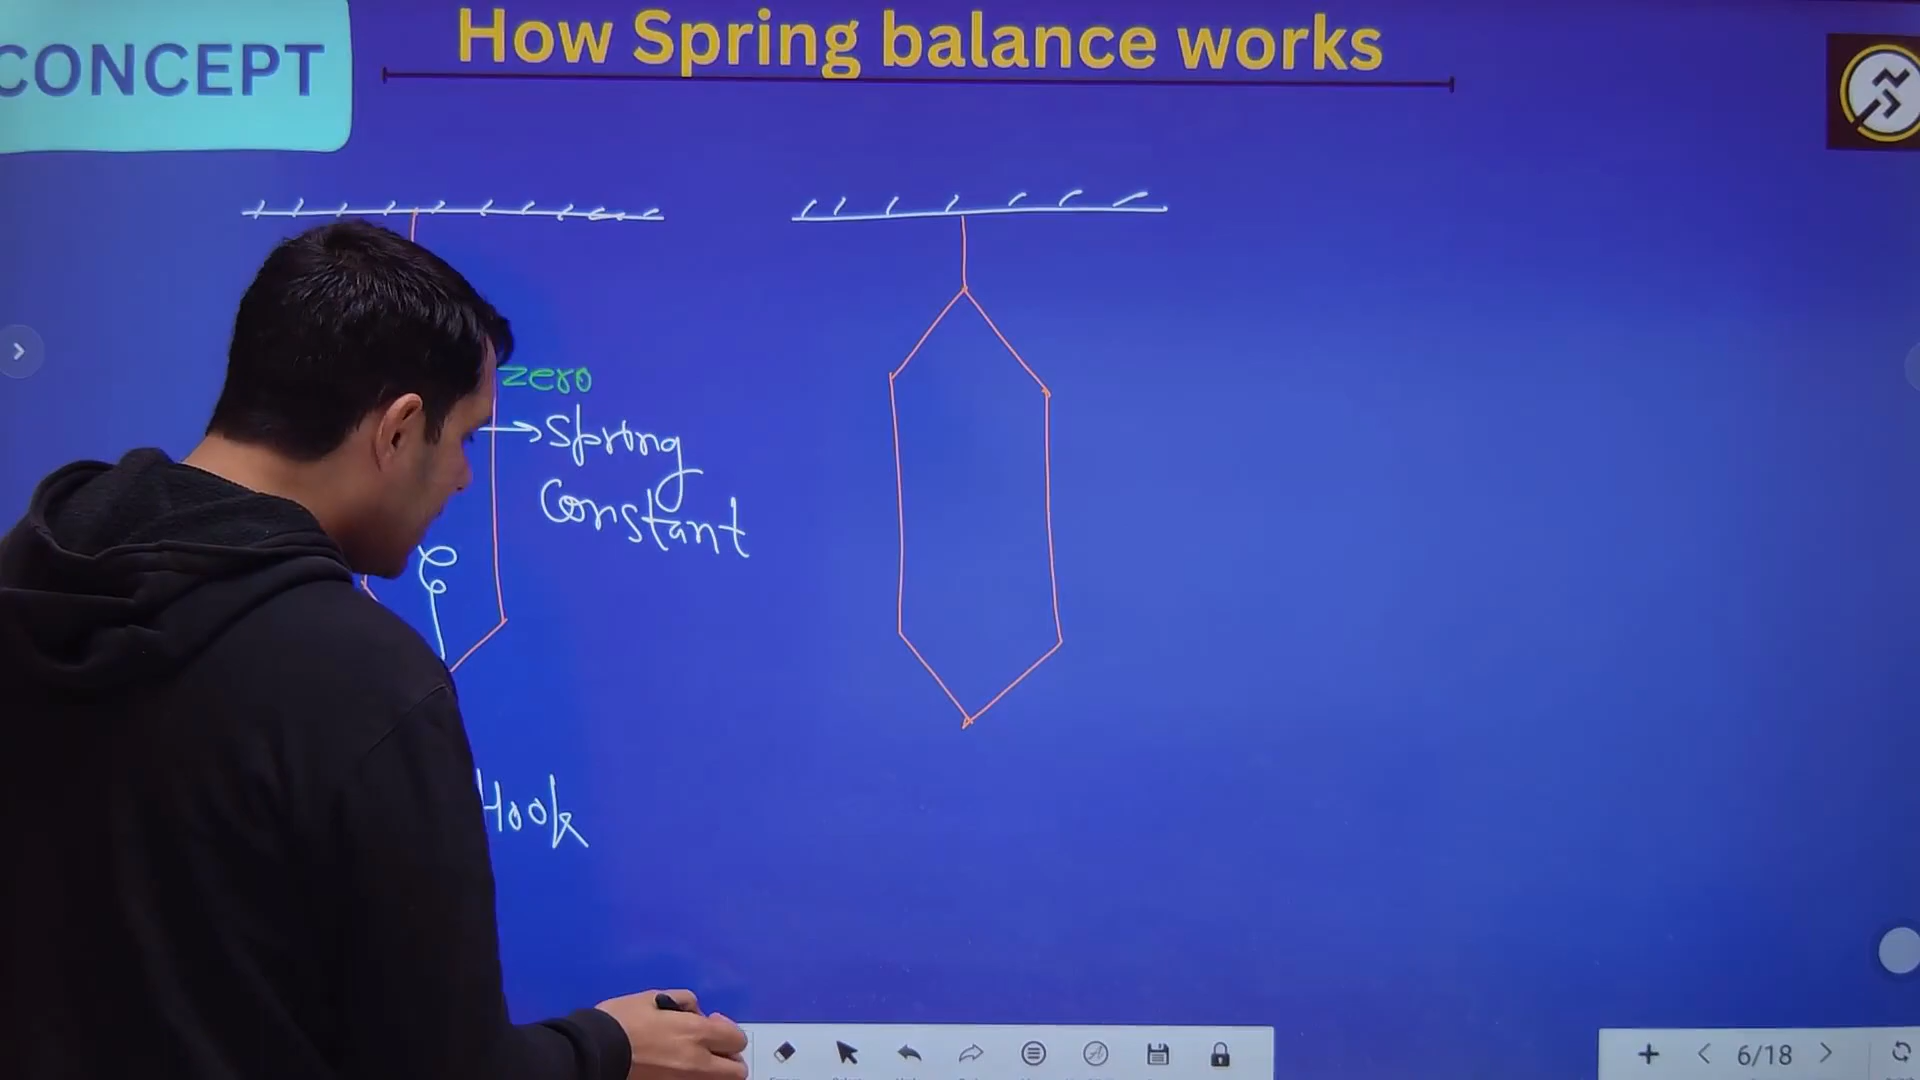 CONCEPT
How Spring balance works
zero
Spring
Constant
Hook
6/18